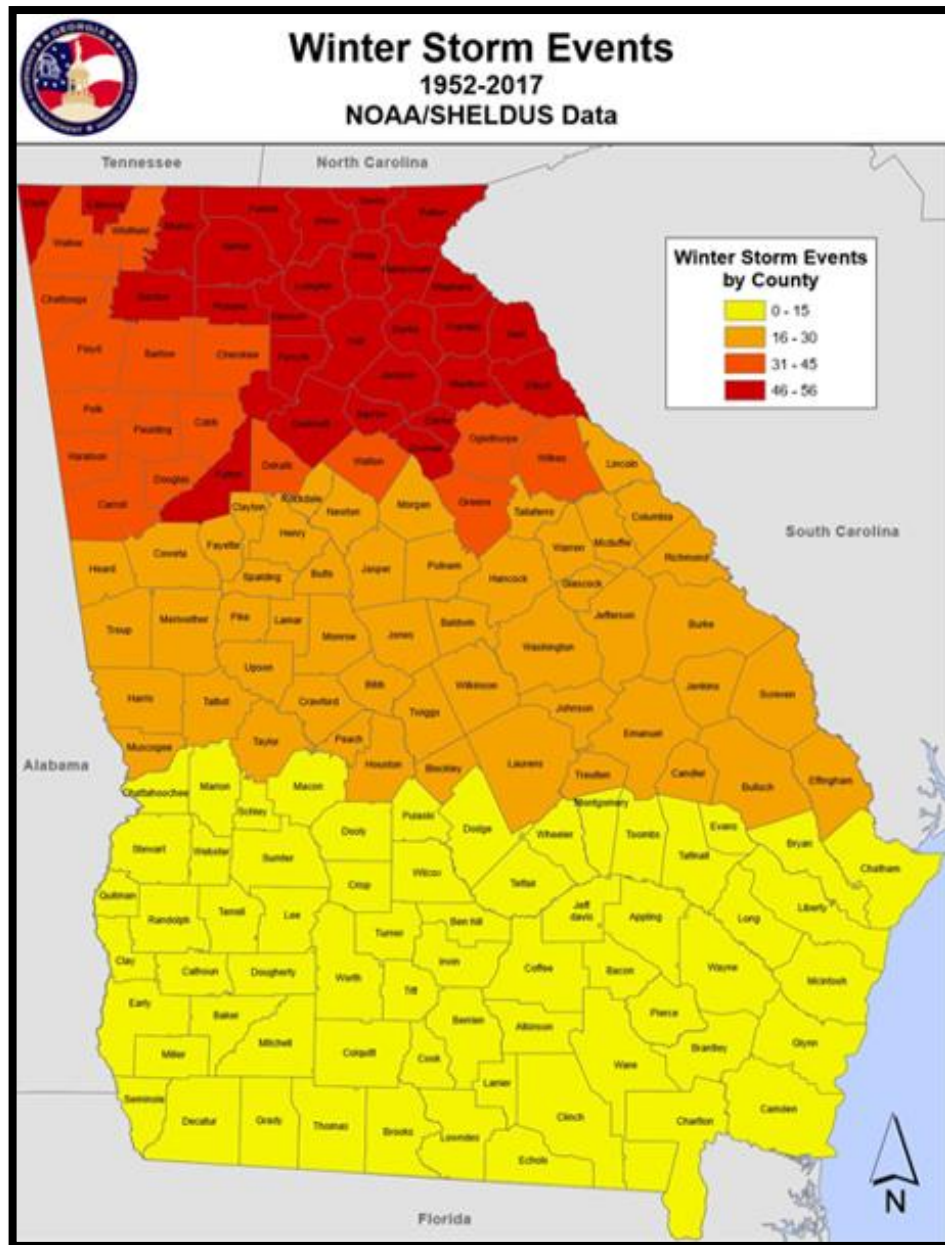 Winter Storm Events
1952-2017
NOAA/SHELDUS Data
GEORGIA
Tennessee
North Carolina
Winter Storm Events
by County
0 - 15
16 - 30
31 - 45
46 - 56
Walker
Whitfield
Chattooga
Floyd
Bartow
Cherokee
Polk
Paulding
Cobb
Haralson
Douglas
Dekalb
Walton
Oglethorpe
Wilkes
Lincoln
Carroll
Clayton
Rockdale
Newton
Morgan
Greene
Taliaferro
Columbia
Mcduffie
Warren
Richmond
South Carolina
Heard
Coweta
Fayette
Henry
Spalding
Butts
Jasper
Putnam
Hancock
Glascock
Jefferson
Burke
Troup
Meriwether
Pike
Lamar
Monroe
Jones
Baldwin
Washington
Upson
Harris
Talbot
Crawford
Bibb
Twiggs
Wilkinson
Johnson
Jenkins
Screven
Emanuel
Muscogee
Taylor
Peach
Houston
Bleckley
Laurens
Treutlen
Candler
Bulloch
Effingham
Alabama
Chattahoochee
Marion
Schley
Macon
Dooly
Pulaski
Dodge
Wheeler
Montgomery
Toombs
Tattnall
Evans
Bryan
Chatham
Stewart
Webster
Sumter
Crisp
Wilcox
Telfair
Jeff
davis
Appling
Long
Liberty
Quitman
Randolph
Terrell
Lee
Turner
Ben hill
Irwin
Coffee
Bacon
Wayne
Mcintosh
Clay
Calhoun
Dougherty
Worth
Tift
Early
Baker
Mitchell
Berrien
Atkinson
Pierce
Brantley
Glynn
Miller
Colquitt
Cook
Lanier
Ware
Camden
Seminole
Decatur
Grady
Thomas
Brooks
Lowndes
Echols
Clinch
Charlton
Florida
N